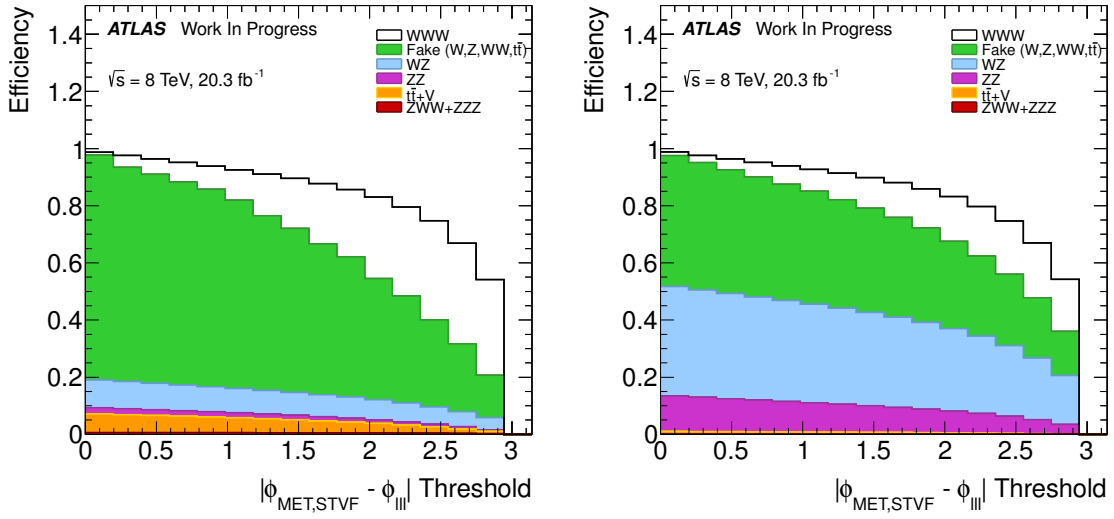 ATLAS Work In Progress
√s = 8 TeV, 20.3 fb⁻¹
WWW
Fake (W,Z,WW,tt̄)
WZ
ZZ
tt̄+V
ZWW+ZZZ
Efficiency
1.4
1.2
1
0.8
0.6
0.4
0.2
0
0 0.5 1 1.5 2 2.5 3
|ϕMET,STVF - ϕlll| Threshold
ATLAS Work In Progress
√s = 8 TeV, 20.3 fb⁻¹
WWW
Fake (W,Z,WW,tt̄)
WZ
ZZ
tt̄+V
ZWW+ZZZ
Efficiency
1.4
1.2
1
0.8
0.6
0.4
0.2
0
0 0.5 1 1.5 2 2.5 3
|ϕMET,STVF - ϕlll| Threshold